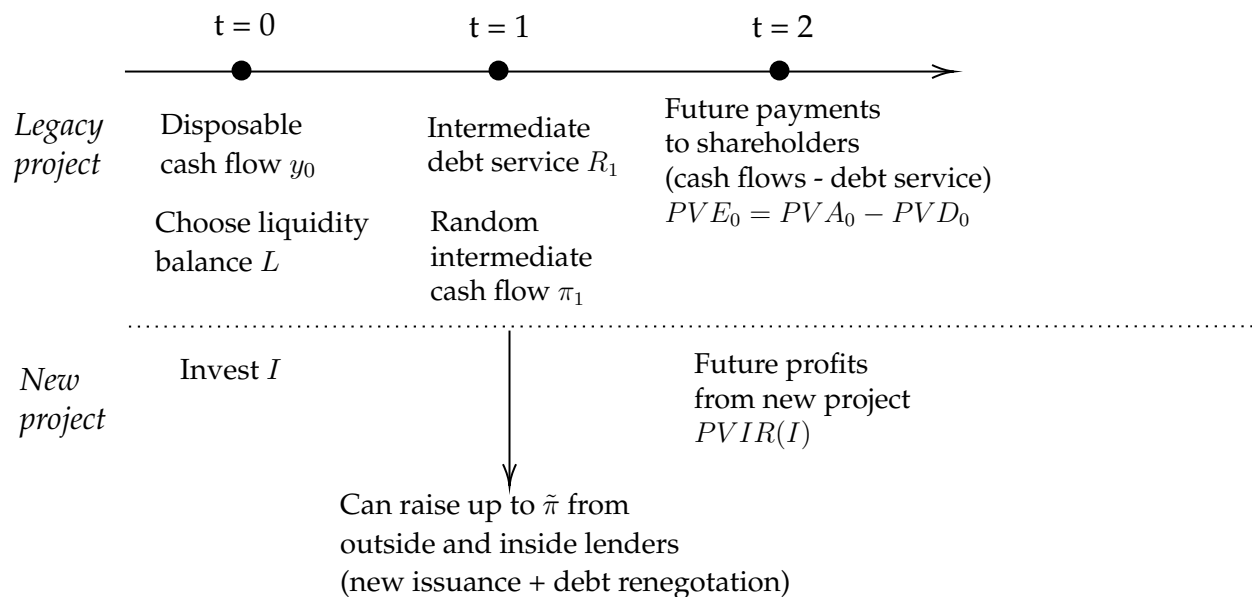 t = 0
t = 1
t = 2
Legacy
project
Disposable
cash flow y₀
Choose liquidity
balance L
Intermediate
debt service R₁
Random
intermediate
cash flow π₁
Future payments
to shareholders
(cash flows - debt service)
PVE₀ = PVA₀ − PVD₀
New
project
Invest I
Future profits
from new project
PVIR(I)
Can raise up to π̃ from
outside and inside lenders
(new issuance + debt renegotation)